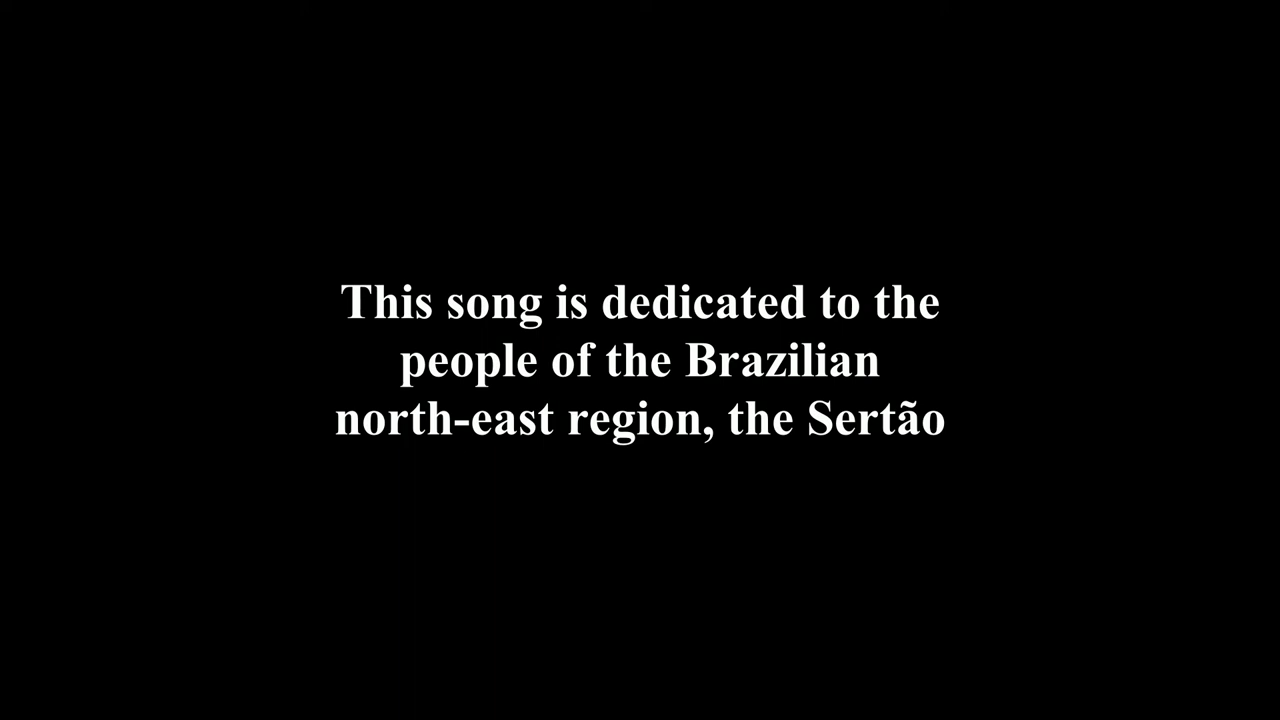 This song is dedicated to the
people of the Brazilian
north-east region, the Sertão